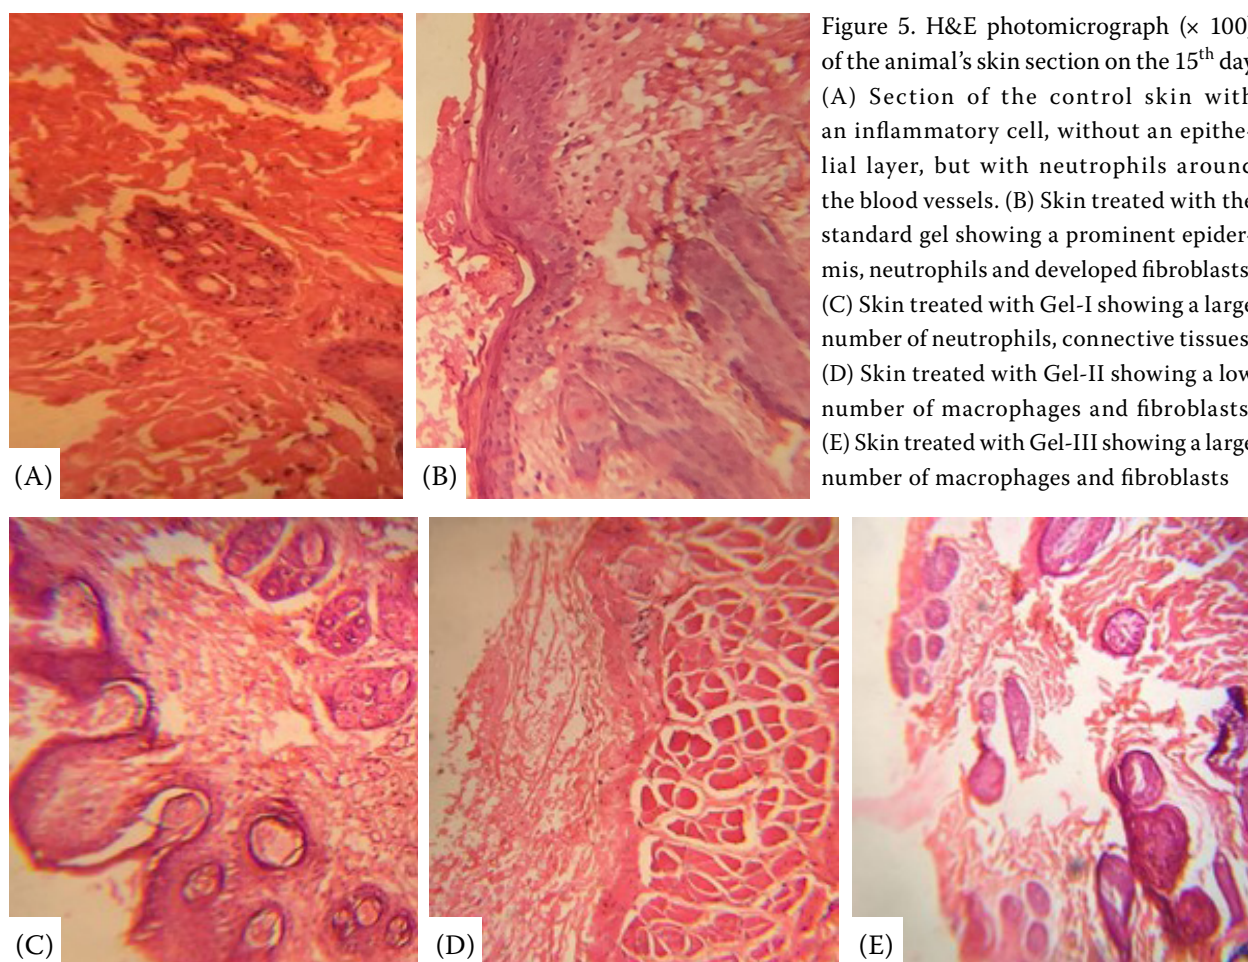 Figure 5. H&E photomicrograph (× 100)
of the animal's skin section on the 15th day
(A) Section of the control skin with
an inflammatory cell, without an epithe-
lial layer, but with neutrophils around
the blood vessels. (B) Skin treated with the
standard gel showing a prominent epider-
mis, neutrophils and developed fibroblasts
(C) Skin treated with Gel-I showing a large
number of neutrophils, connective tissues
(D) Skin treated with Gel-II showing a low
number of macrophages and fibroblasts
(E) Skin treated with Gel-III showing a large
number of macrophages and fibroblasts
(A)
(B)
(C)
(D)
(E)